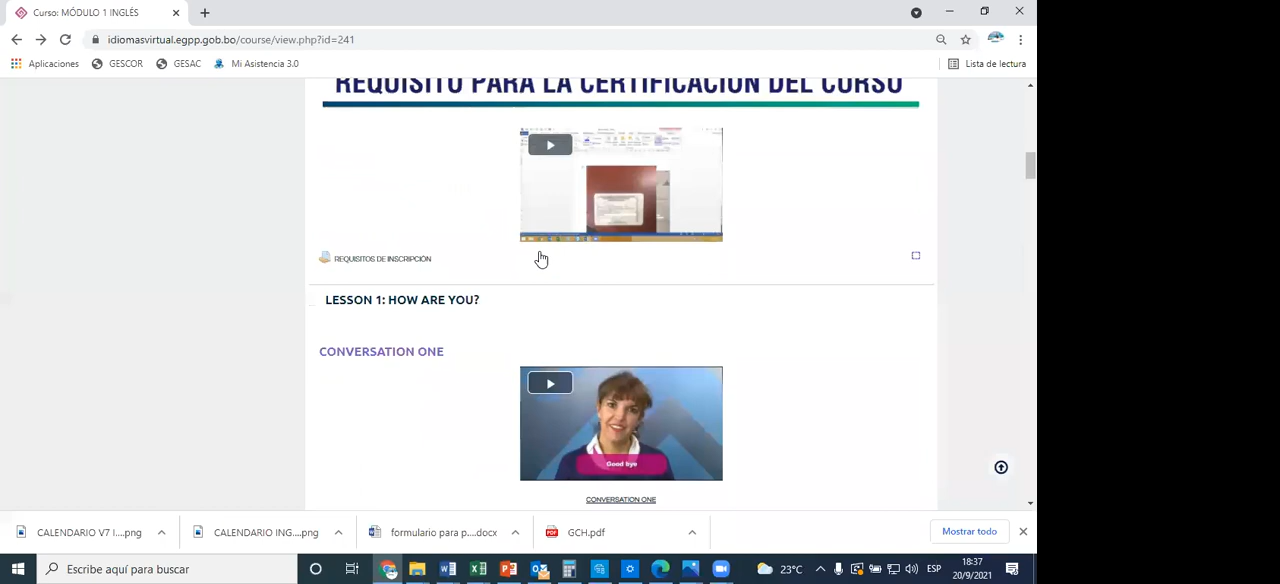 Curso: MÓDULO 1 INGLÉS
idiomasvirtual.egpp.gob.bo/course/view.php?id=241
Aplicaciones
GESCOR
GESAC
Mi Asistencia 3.0
Lista de lectura
REQUISITO PARA LA CERTIFICACIÓN DEL CURSO
REQUISITOS DE INSCRIPCIÓN
LESSON 1: HOW ARE YOU?
CONVERSATION ONE
Good bye
CONVERSATION ONE
CALENDARIO V7 I....png
CALENDARIO ING....png
formulario para p....docx
GCH.pdf
Mostrar todo
Escribe aquí para buscar
23°C
ESP
18:37
20/9/2021